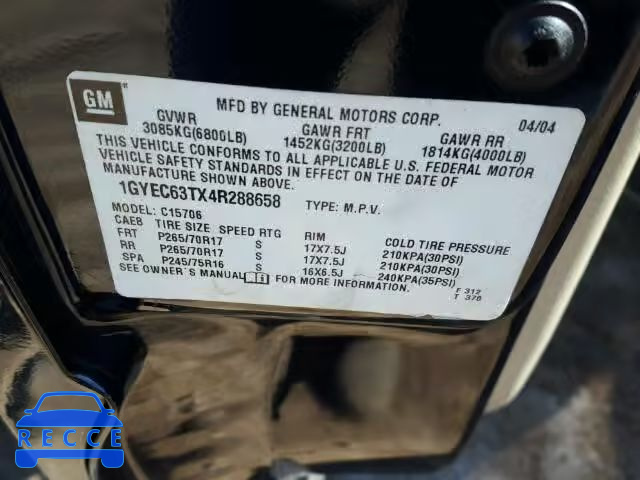 GM
MFD BY GENERAL MOTORS CORP. 04/04
GVWR GAWR FRT GAWR RR
3085KG(6800LB) 1452KG(3200LB) 1814KG(4000LB)
THIS VEHICLE CONFORMS TO ALL APPLICABLE U.S. FEDERAL MOTOR
VEHICLE SAFETY STANDARDS IN EFFECT ON THE DATE OF
MANUFACTURE SHOWN ABOVE.
1GYEC63TX4R288658 TYPE: M.P.V.
MODEL: C15706
CAEB TIRE SIZE SPEED RTG RIM COLD TIRE PRESSURE
FRT P265/70R17 S 17X7.5J 210KPA(30PSI)
RR P265/70R17 S 17X7.5J 210KPA(30PSI)
SPA P245/75R16 S 16X6.5J 240KPA(35PSI)
SEE OWNER'S MANUAL FOR MORE INFORMATION.
F 312
T 370
RECCE